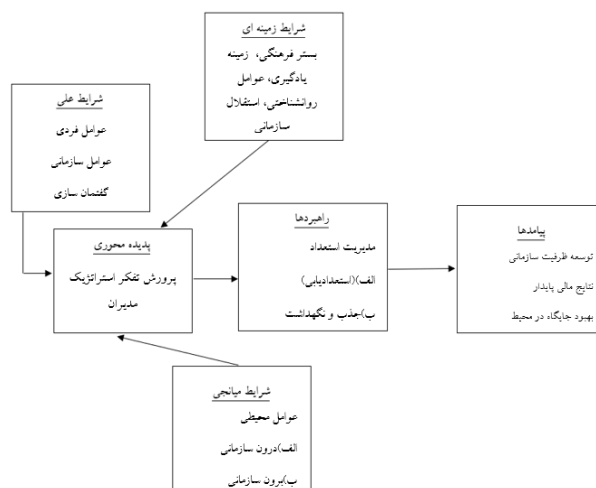 شرایط زمینه ای
بستر فرهنگی، زمینه
یادگیری، عوامل
روانشناختی، استقلال
سازمانی
شرایط علی
عوامل فردی
عوامل سازمانی
گفتمان سازی
پدیده محوری
پرورش تفکر استراتژیک
مدیران
راهبردها
مدیریت استعداد
الف)(استعدادیابی)
ب)جذب و نگهداشت
پیامدها
توسعه ظرفیت سازمانی
نتایج مالی پایدار
بهبود جایگاه در محیط
شرایط میانجی
عوامل محیطی
الف)درون سازمانی
ب)برون سازمانی